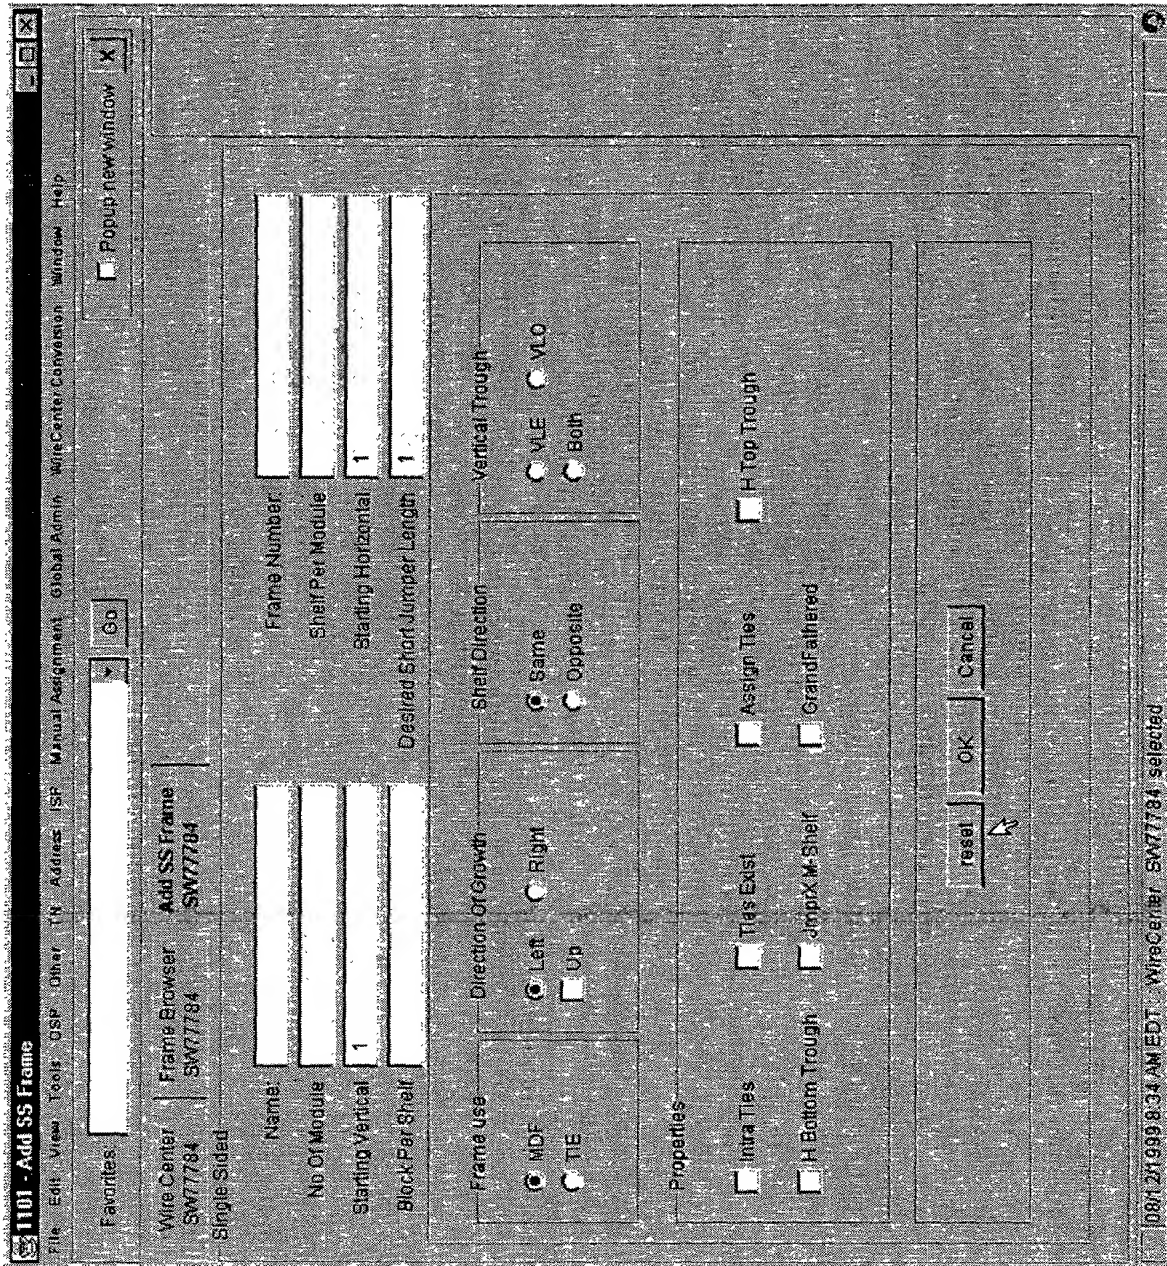 1101 - Add SS Frame
File Edit View Tools OSP Other TN Address ISP Manual Assignment Global Admin WireCenter Conversion Window Help
Favorites: Go Popup new window X
Wire Center Frame Browser Add SS Frame
SW77784 SW77784 SW77784
Single Sided
Name: Frame Number
No Of Module Shelf Per Module
Starting Vertical 1 Starting Horizontal 1
Block Per Shelf Desired Short Jumper Length 1
Frame use Direction Of Growth Shelf Direction Vertical Trough
MDF Left Right Same VLE VLO
TIE Up Opposite Both
Properties
Intra Ties Ties Exist Assign Ties H Top Trough
H Bottom Trough JmprX M-Shelf GrandFathered
reset OK Cancel
08/12/1999 8:34 AM EDT : WireCenter SW77784 selected